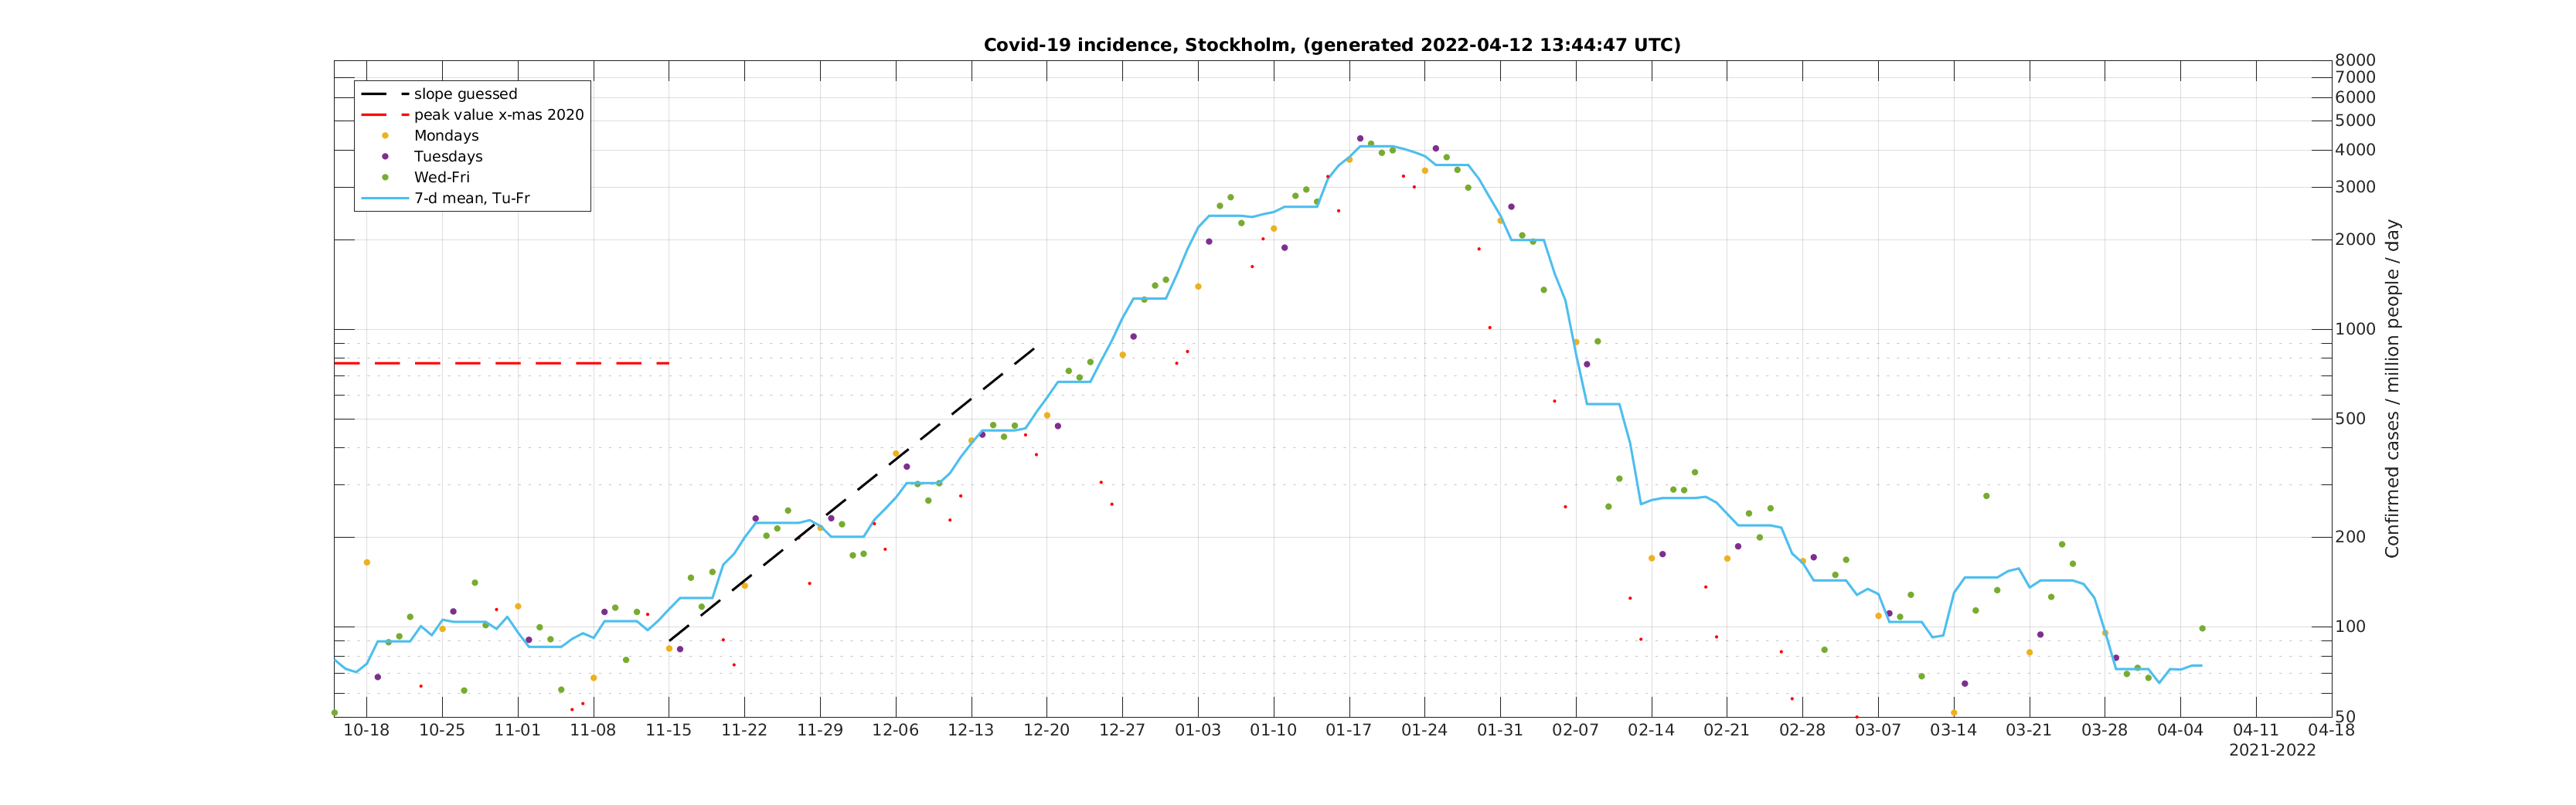 Covid-19 incidence, Stockholm, (generated 2022-04-12 13:44:47 UTC)
slope guessed
peak value x-mas 2020
Mondays
Tuesdays
Wed-Fri
7-d mean, Tu-Fr
8000
7000
6000
5000
4000
3000
2000
1000
500
200
100
50
Confirmed cases / million people / day
10-18 10-25 11-01 11-08 11-15 11-22 11-29 12-06 12-13 12-20 12-27 01-03 01-10 01-17 01-24 01-31 02-07 02-14 02-21 02-28 03-07 03-14 03-21 03-28 04-04 04-11 04-18
2021-2022